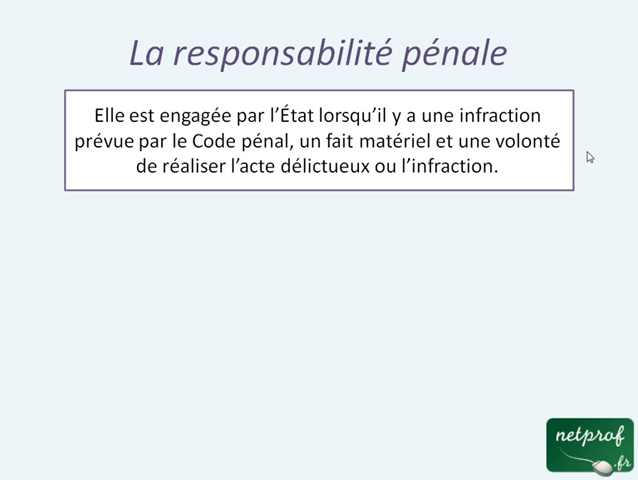 La responsabilité pénale
Elle est engagée par l’État lorsqu’il y a une infraction
prévue par le Code pénal, un fait matériel et une volonté
de réaliser l’acte délictueux ou l’infraction.
netprof
.fr